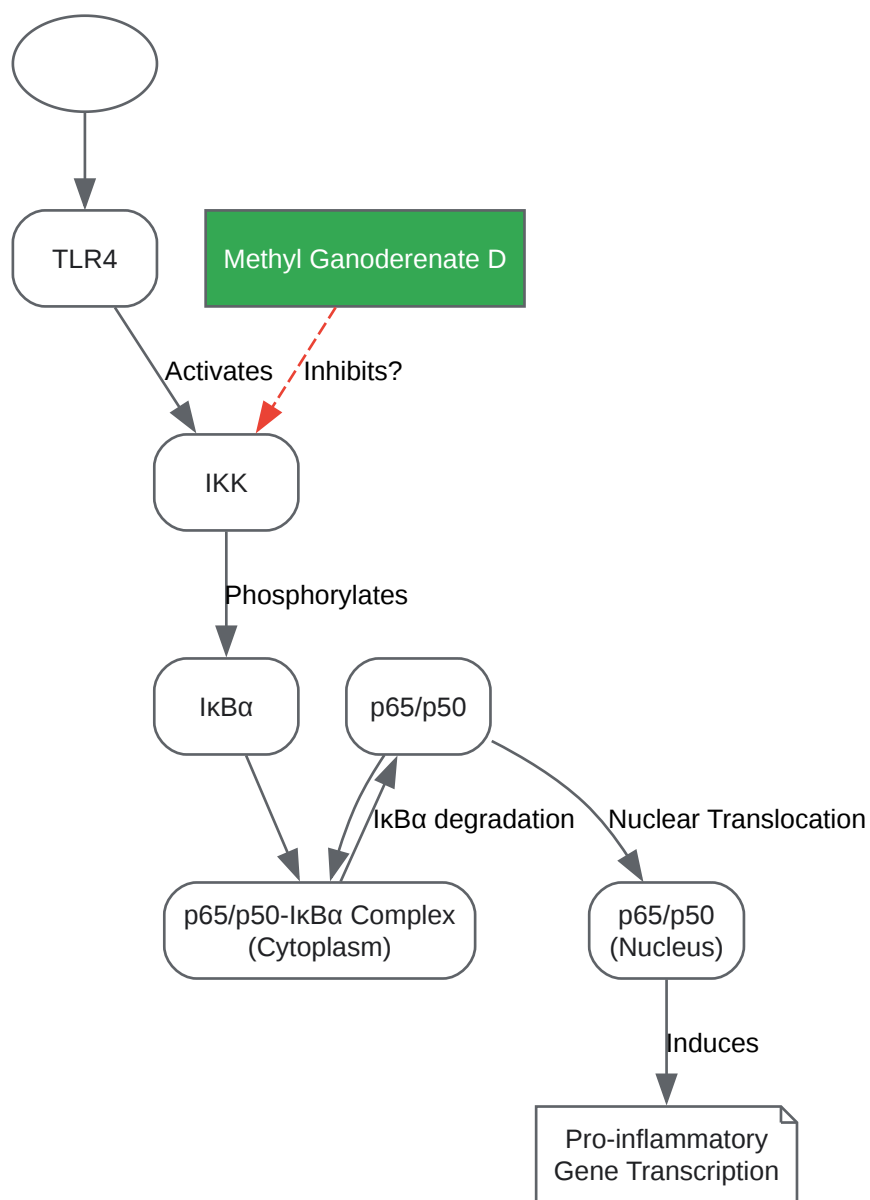 TLR4
Methyl Ganoderenate D
Activates
Inhibits?
IKK
Phosphorylates
IκBα
p65/p50
IκBα degradation
Nuclear Translocation
p65/p50-IκBα Complex
(Cytoplasm)
p65/p50
(Nucleus)
Induces
Pro-inflammatory
Gene Transcription